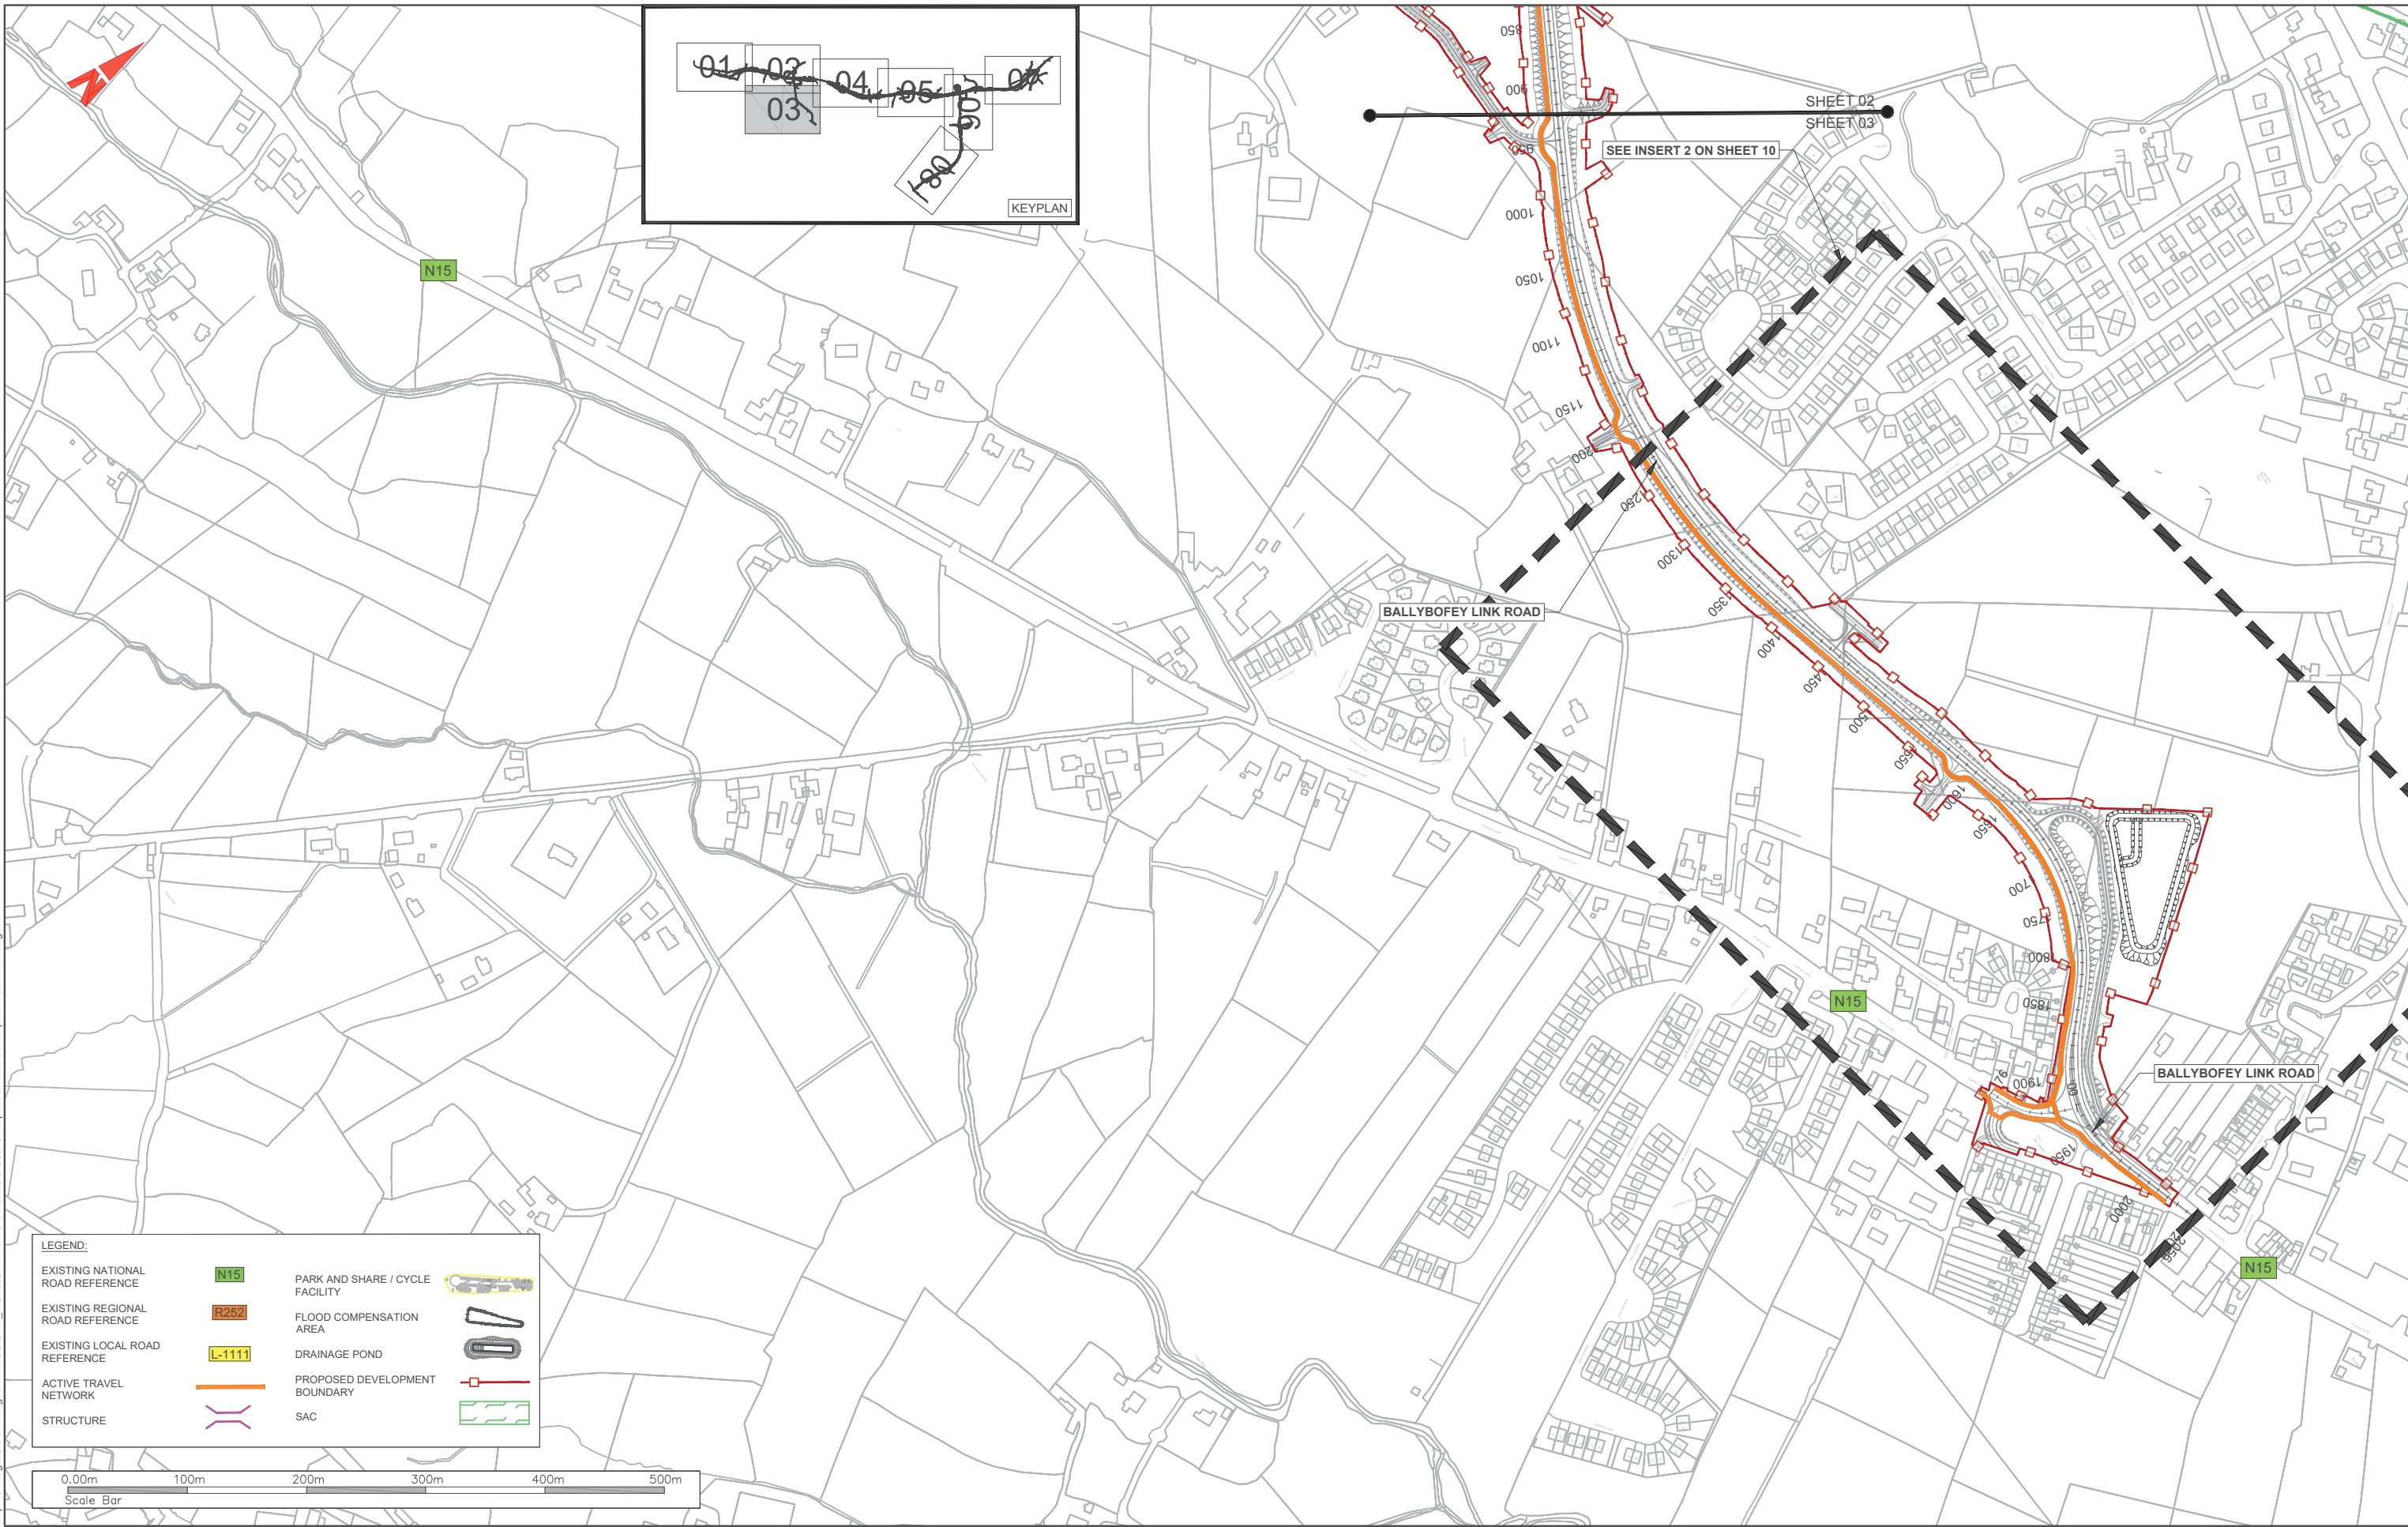 01
02
03
04
05
06
07
08
KEYPLAN
N
850
900
SHEET 02
SHEET 03
950
SEE INSERT 2 ON SHEET 10
1000
N15
1050
1100
1150
1200
1250
1300
BALLYBOFEY LINK ROAD
1350
1400
1450
1500
1550
1600
1650
1700
1750
1800
1850
N15
BALLYBOFEY LINK ROAD
1900
1950
2000
2056
N15
LEGEND:
EXISTING NATIONAL
ROAD REFERENCE
N15
EXISTING REGIONAL
ROAD REFERENCE
R252
EXISTING LOCAL ROAD
REFERENCE
L-1111
ACTIVE TRAVEL
NETWORK
STRUCTURE
PARK AND SHARE / CYCLE
FACILITY
FLOOD COMPENSATION
AREA
DRAINAGE POND
PROPOSED DEVELOPMENT
BOUNDARY
SAC
0.00m 100m 200m 300m 400m 500m
Scale Bar